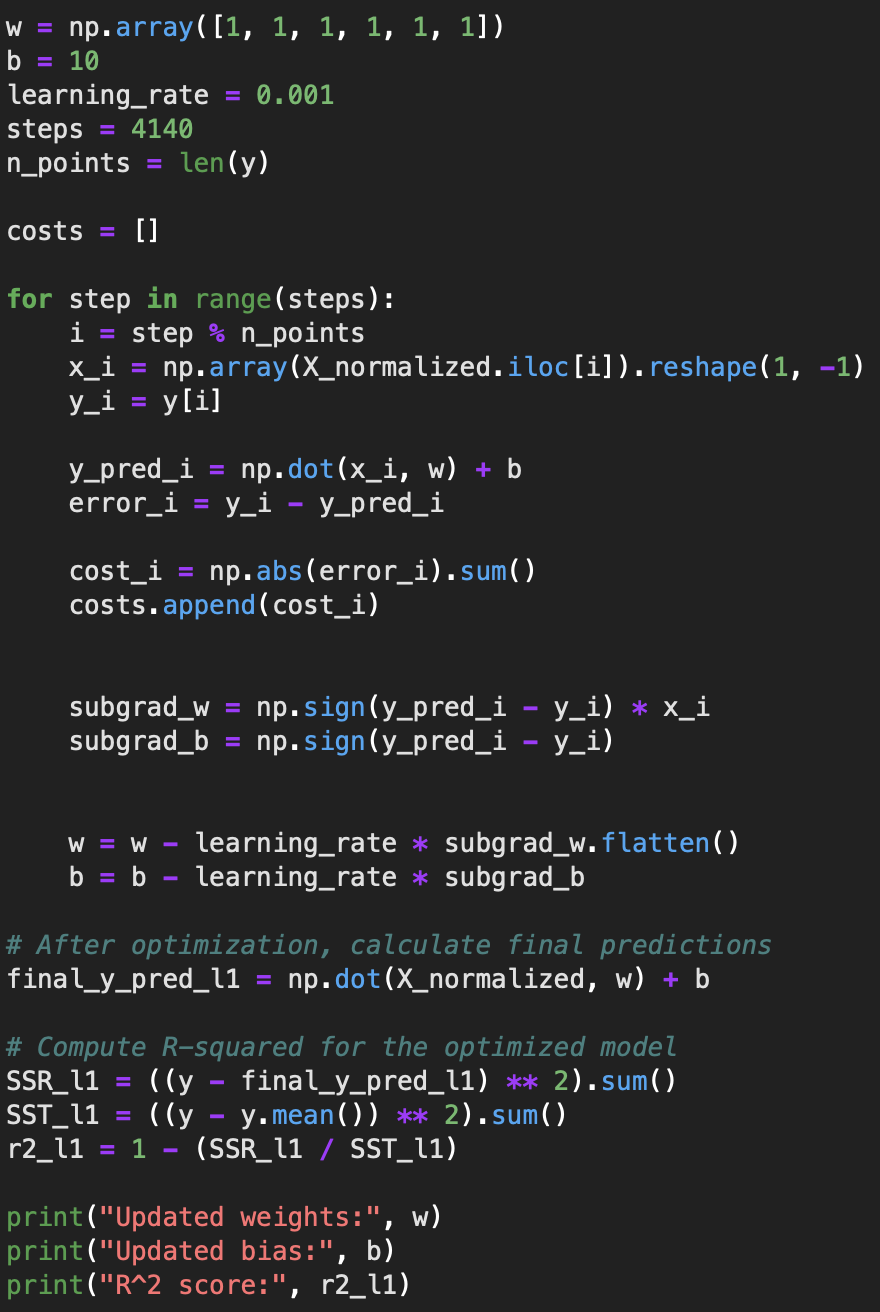 w = np.array([1, 1, 1, 1, 1, 1])
b = 10
learning_rate = 0.001
steps = 4140
n_points = len(y)

costs = []

for step in range(steps):
    i = step % n_points
    x_i = np.array(X_normalized.iloc[i]).reshape(1, -1)
    y_i = y[i]

    y_pred_i = np.dot(x_i, w) + b
    error_i = y_i - y_pred_i

    cost_i = np.abs(error_i).sum()
    costs.append(cost_i)


    subgrad_w = np.sign(y_pred_i - y_i) * x_i
    subgrad_b = np.sign(y_pred_i - y_i)


    w = w - learning_rate * subgrad_w.flatten()
    b = b - learning_rate * subgrad_b

# After optimization, calculate final predictions
final_y_pred_l1 = np.dot(X_normalized, w) + b

# Compute R-squared for the optimized model
SSR_l1 = ((y - final_y_pred_l1) ** 2).sum()
SST_l1 = ((y - y.mean()) ** 2).sum()
r2_l1 = 1 - (SSR_l1 / SST_l1)

print("Updated weights:", w)
print("Updated bias:", b)
print("R^2 score:", r2_l1)